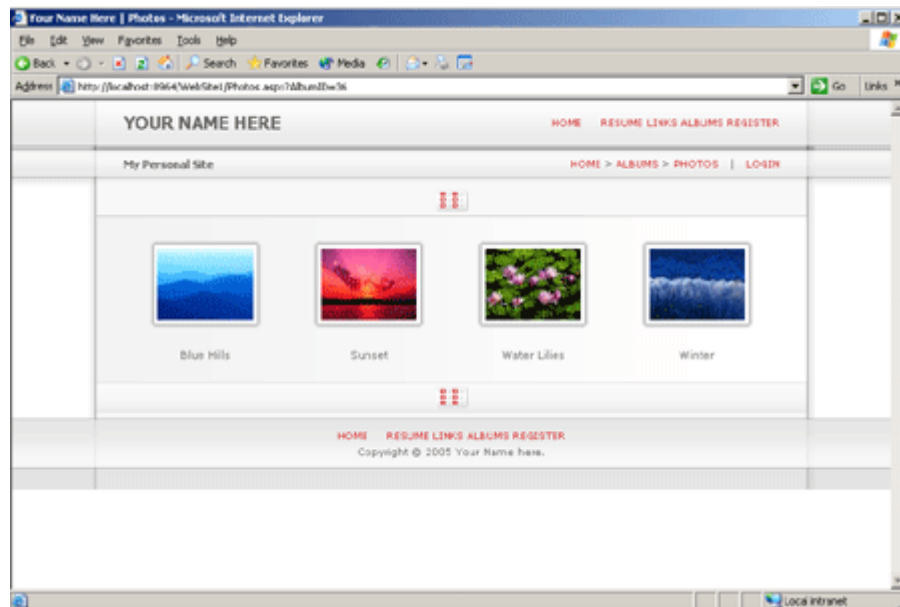 Your Name Here | Photos - Microsoft Internet Explorer
File Edit View Favorites Tools Help
Back Search Favorites Media
Address http://localhost:8964/WebSite1/Photos.aspx?AlbumID=36 Go Links »
YOUR NAME HERE HOME RESUME LINKS ALBUMS REGISTER
My Personal Site HOME > ALBUMS > PHOTOS | LOGIN
Blue Hills Sunset Water Lilies Winter
HOME RESUME LINKS ALBUMS REGISTER
Copyright © 2005 Your Name here.
Local intranet